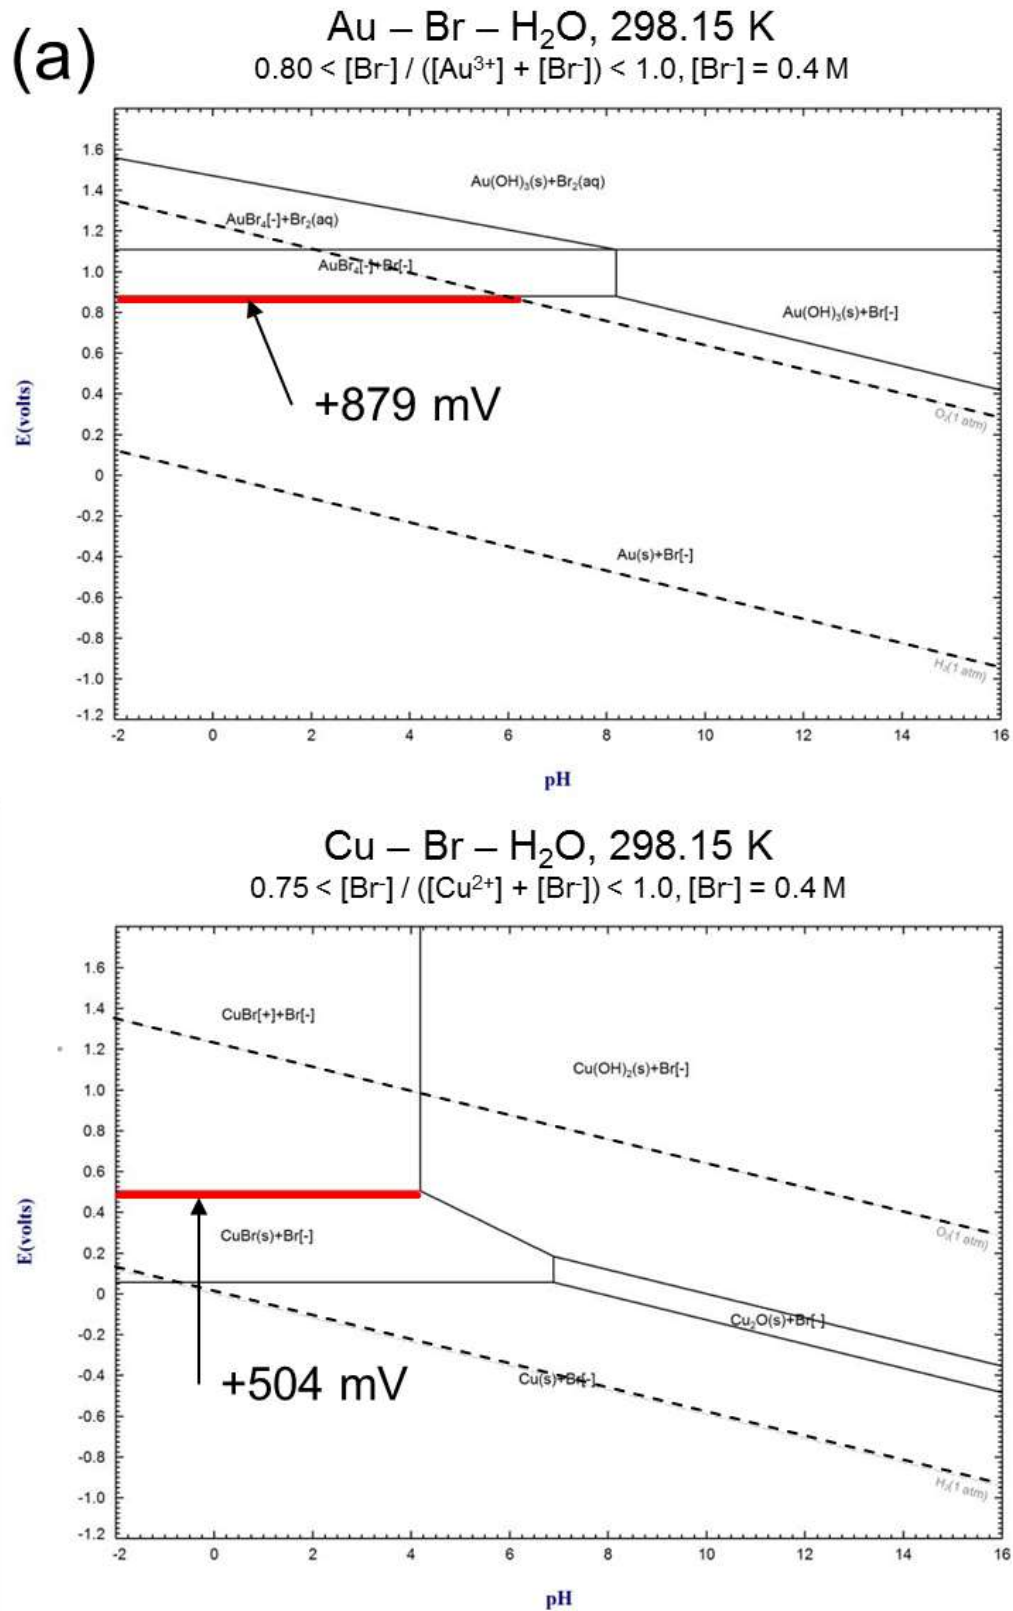 (a)
Au – Br – H₂O, 298.15 K
0.80 < [Br⁻] / ([Au³⁺] + [Br⁻]) < 1.0, [Br⁻] = 0.4 M
E(volts)
1.6
1.4
1.2
1.0
0.8
0.6
0.4
0.2
0
-0.2
-0.4
-0.6
-0.8
-1.0
-1.2
Au(OH)₃(s)+Br₂(aq)
AuBr₄[-]+Br₂(aq)
AuBr₄[-]+Br[-]
Au(OH)₃(s)+Br[-]
+879 mV
O₂(1 atm)
Au(s)+Br[-]
H₂(1 atm)
-2 0 2 4 6 8 10 12 14 16
pH
Cu – Br – H₂O, 298.15 K
0.75 < [Br⁻] / ([Cu²⁺] + [Br⁻]) < 1.0, [Br⁻] = 0.4 M
E(volts)
1.6
1.4
1.2
1.0
0.8
0.6
0.4
0.2
0
-0.2
-0.4
-0.6
-0.8
-1.0
-1.2
CuBr[+]+Br[-]
Cu(OH)₂(s)+Br[-]
CuBr(s)+Br[-]
O₂(1 atm)
Cu₂O(s)+Br[-]
+504 mV
Cu(s)+Br[-]
H₂(1 atm)
-2 0 2 4 6 8 10 12 14 16
pH